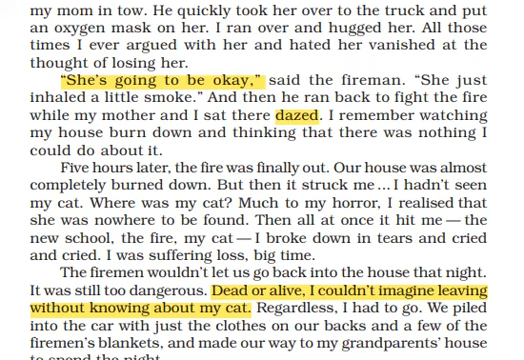 my mom in tow. He quickly took her over to the truck and put
an oxygen mask on her. I ran over and hugged her. All those
times I ever argued with her and hated her vanished at the
thought of losing her.
“She’s going to be okay,” said the fireman. “She just
inhaled a little smoke.” And then he ran back to fight the fire
while my mother and I sat there dazed. I remember watching
my house burn down and thinking that there was nothing I
could do about it.
Five hours later, the fire was finally out. Our house was almost
completely burned down. But then it struck me ... I hadn’t seen
my cat. Where was my cat? Much to my horror, I realised that
she was nowhere to be found. Then all at once it hit me — the
new school, the fire, my cat — I broke down in tears and cried
and cried. I was suffering loss, big time.
The firemen wouldn’t let us go back into the house that night.
It was still too dangerous. Dead or alive, I couldn’t imagine leaving
without knowing about my cat. Regardless, I had to go. We piled
into the car with just the clothes on our backs and a few of the
firemen’s blankets, and made our way to my grandparents’ house
to spend the night.